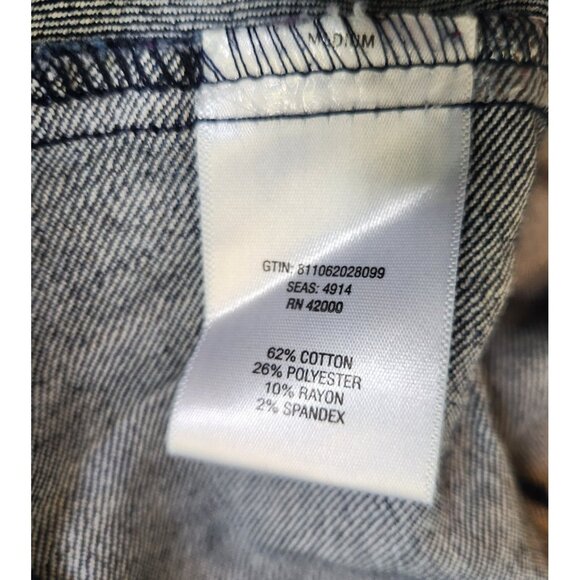 MEDIUM
GTIN: 811062028099
SEAS: 4914
RN 42000
62% COTTON
26% POLYESTER
10% RAYON
2% SPANDEX